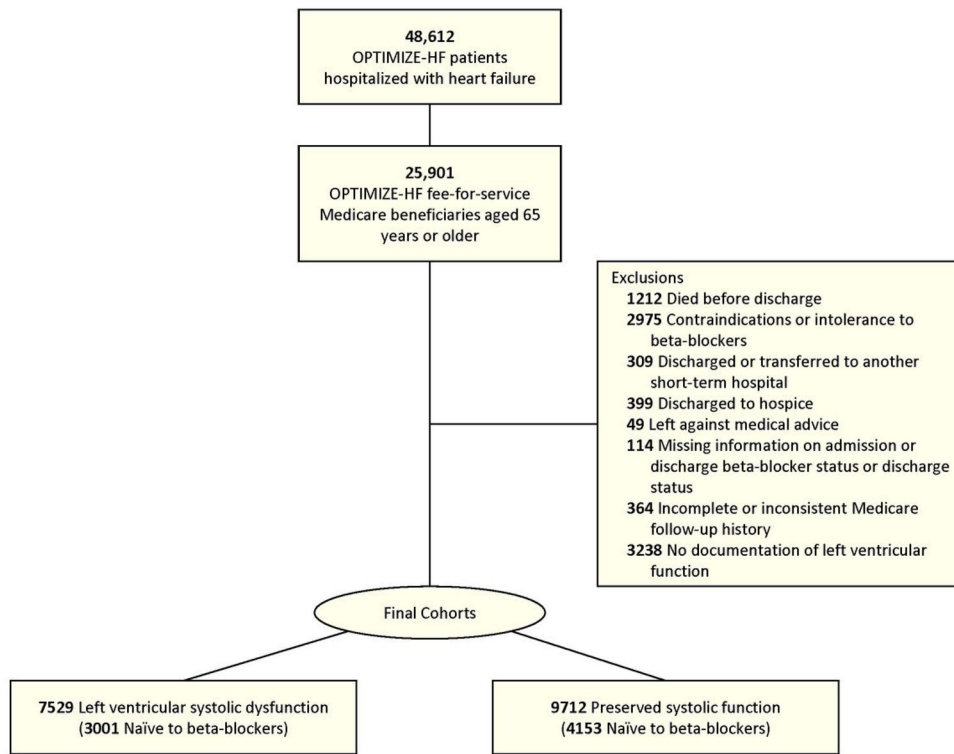 48,612
OPTIMIZE-HF patients
hospitalized with heart failure
25,901
OPTIMIZE-HF fee-for-service
Medicare beneficiaries aged 65
years or older
Exclusions
1212 Died before discharge
2975 Contraindications or intolerance to
beta-blockers
309 Discharged or transferred to another
short-term hospital
399 Discharged to hospice
49 Left against medical advice
114 Missing information on admission or
discharge beta-blocker status or discharge
status
364 Incomplete or inconsistent Medicare
follow-up history
3238 No documentation of left ventricular
function
Final Cohorts
7529 Left ventricular systolic dysfunction
(3001 Naïve to beta-blockers)
9712 Preserved systolic function
(4153 Naïve to beta-blockers)